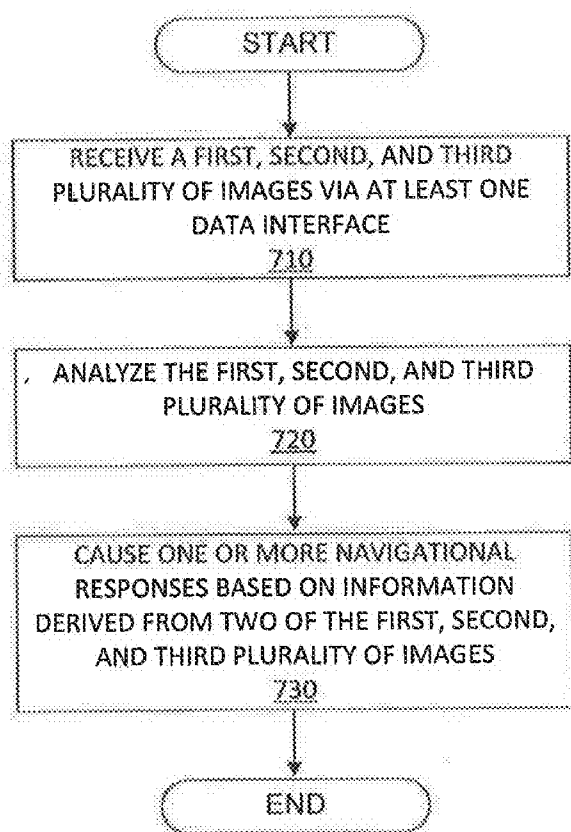 START
RECEIVE A FIRST, SECOND, AND THIRD
PLURALITY OF IMAGES VIA AT LEAST ONE
DATA INTERFACE
710
ANALYZE THE FIRST, SECOND, AND THIRD
PLURALITY OF IMAGES
720
CAUSE ONE OR MORE NAVIGATIONAL
RESPONSES BASED ON INFORMATION
DERIVED FROM TWO OF THE FIRST, SECOND,
AND THIRD PLURALITY OF IMAGES
730
END